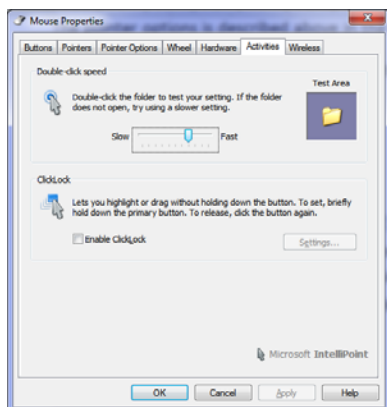 Mouse Properties
Buttons Pointers Pointer Options Wheel Hardware Activities Wireless
Double-click speed
Test Area
Double-click the folder to test your setting. If the folder
does not open, try using a slower setting.
Slow Fast
ClickLock
Lets you highlight or drag without holding down the button. To set, briefly
hold down the primary button. To release, click the button again.
Enable ClickLock
Settings...
Microsoft IntelliPoint
OK Cancel Apply Help